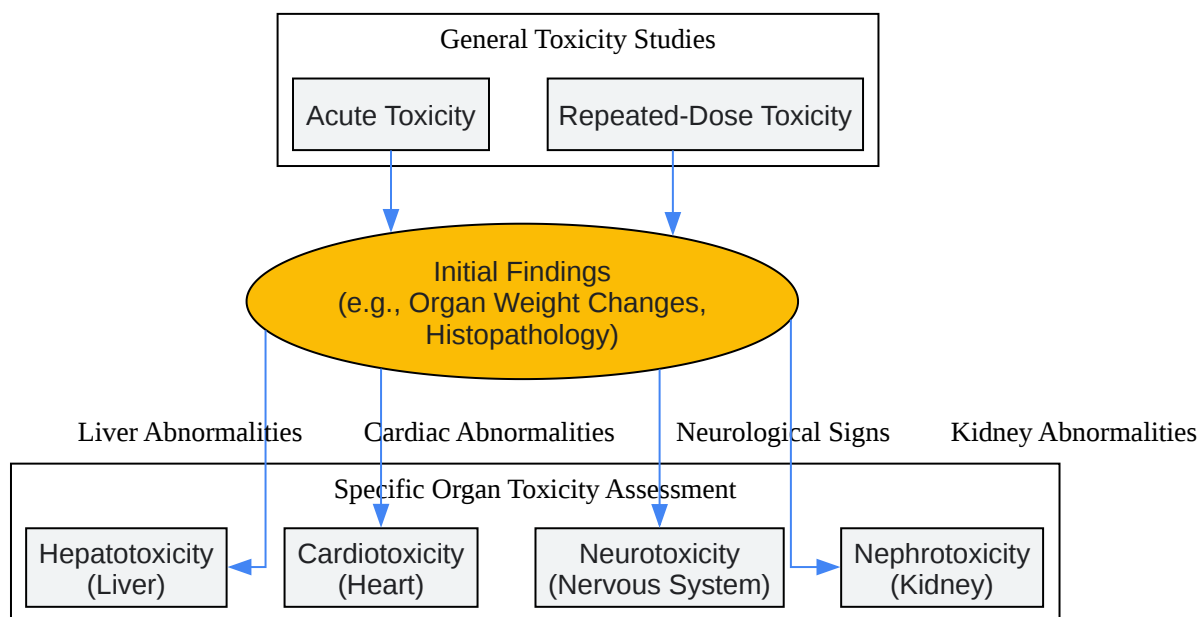 General Toxicity Studies
Acute Toxicity
Repeated-Dose Toxicity
Initial Findings
(e.g., Organ Weight Changes,
Histopathology)
Liver Abnormalities
Cardiac Abnormalities
Neurological Signs
Kidney Abnormalities
Specific Organ Toxicity Assessment
Hepatotoxicity
(Liver)
Cardiotoxicity
(Heart)
Neurotoxicity
(Nervous System)
Nephrotoxicity
(Kidney)